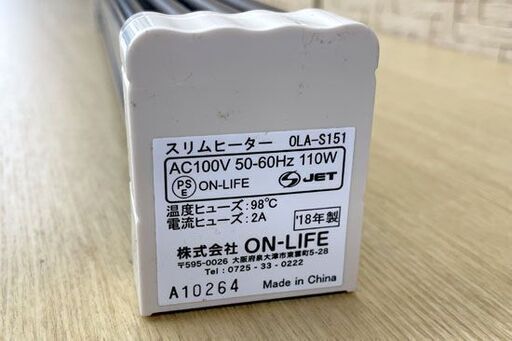 スリムヒーター OLA-S151
AC100V 50-60Hz 110W
PS E ON-LIFE JET
温度ヒューズ:98℃
電流ヒューズ:2A
'18年製
株式会社 ON-LIFE
〒595-0026 大阪府泉大津市東雲町5-28
Tel : 0725 - 33 - 0222
A10264 Made in China